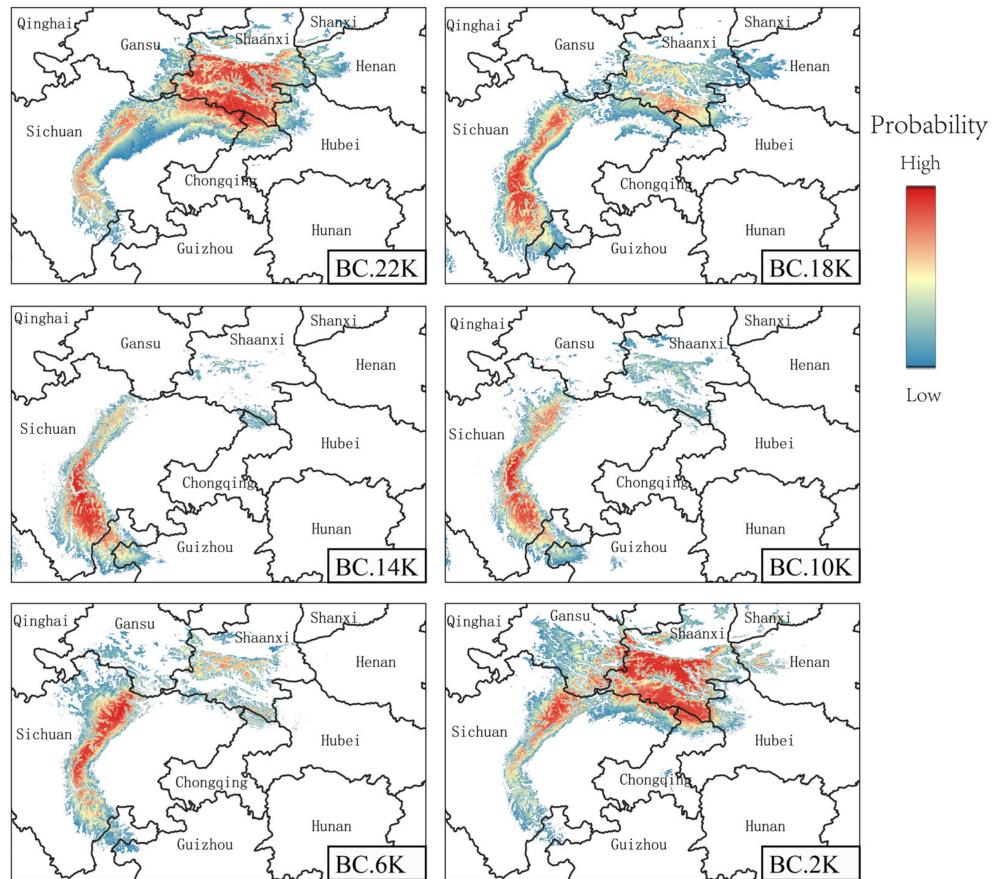 Qinghai
Gansu
Shaanxi
Shanxi
Henan
Sichuan
Hubei
Chongqing
Hunan
Guizhou
BC.22K
Qinghai
Gansu
Shaanxi
Shanxi
Henan
Sichuan
Hubei
Chongqing
Hunan
Guizhou
BC.18K
Probability
High
Low
Qinghai
Gansu
Shaanxi
Shanxi
Henan
Sichuan
Hubei
Chongqing
Hunan
Guizhou
BC.14K
Qinghai
Gansu
Shaanxi
Shanxi
Henan
Sichuan
Hubei
Chongqing
Hunan
Guizhou
BC.10K
Qinghai
Gansu
Shaanxi
Shanxi
Henan
Sichuan
Hubei
Chongqing
Hunan
Guizhou
BC.6K
Qinghai
Gansu
Shaanxi
Shanxi
Henan
Sichuan
Hubei
Chongqing
Hunan
Guizhou
BC.2K